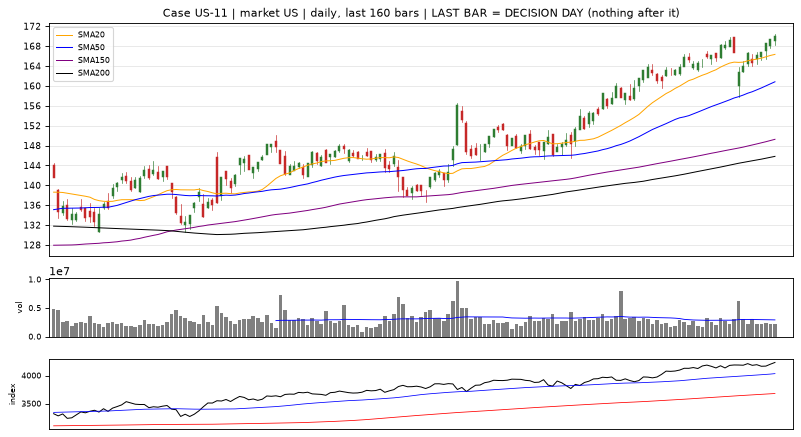 Case US-11 | market US | daily, last 160 bars | LAST BAR = DECISION DAY (nothing after it)
172
168
164
160
156
152
148
144
140
136
132
128
SMA20
SMA50
SMA150
SMA200
1e7
1.0
0.5
0.0
vol
4000
3500
index